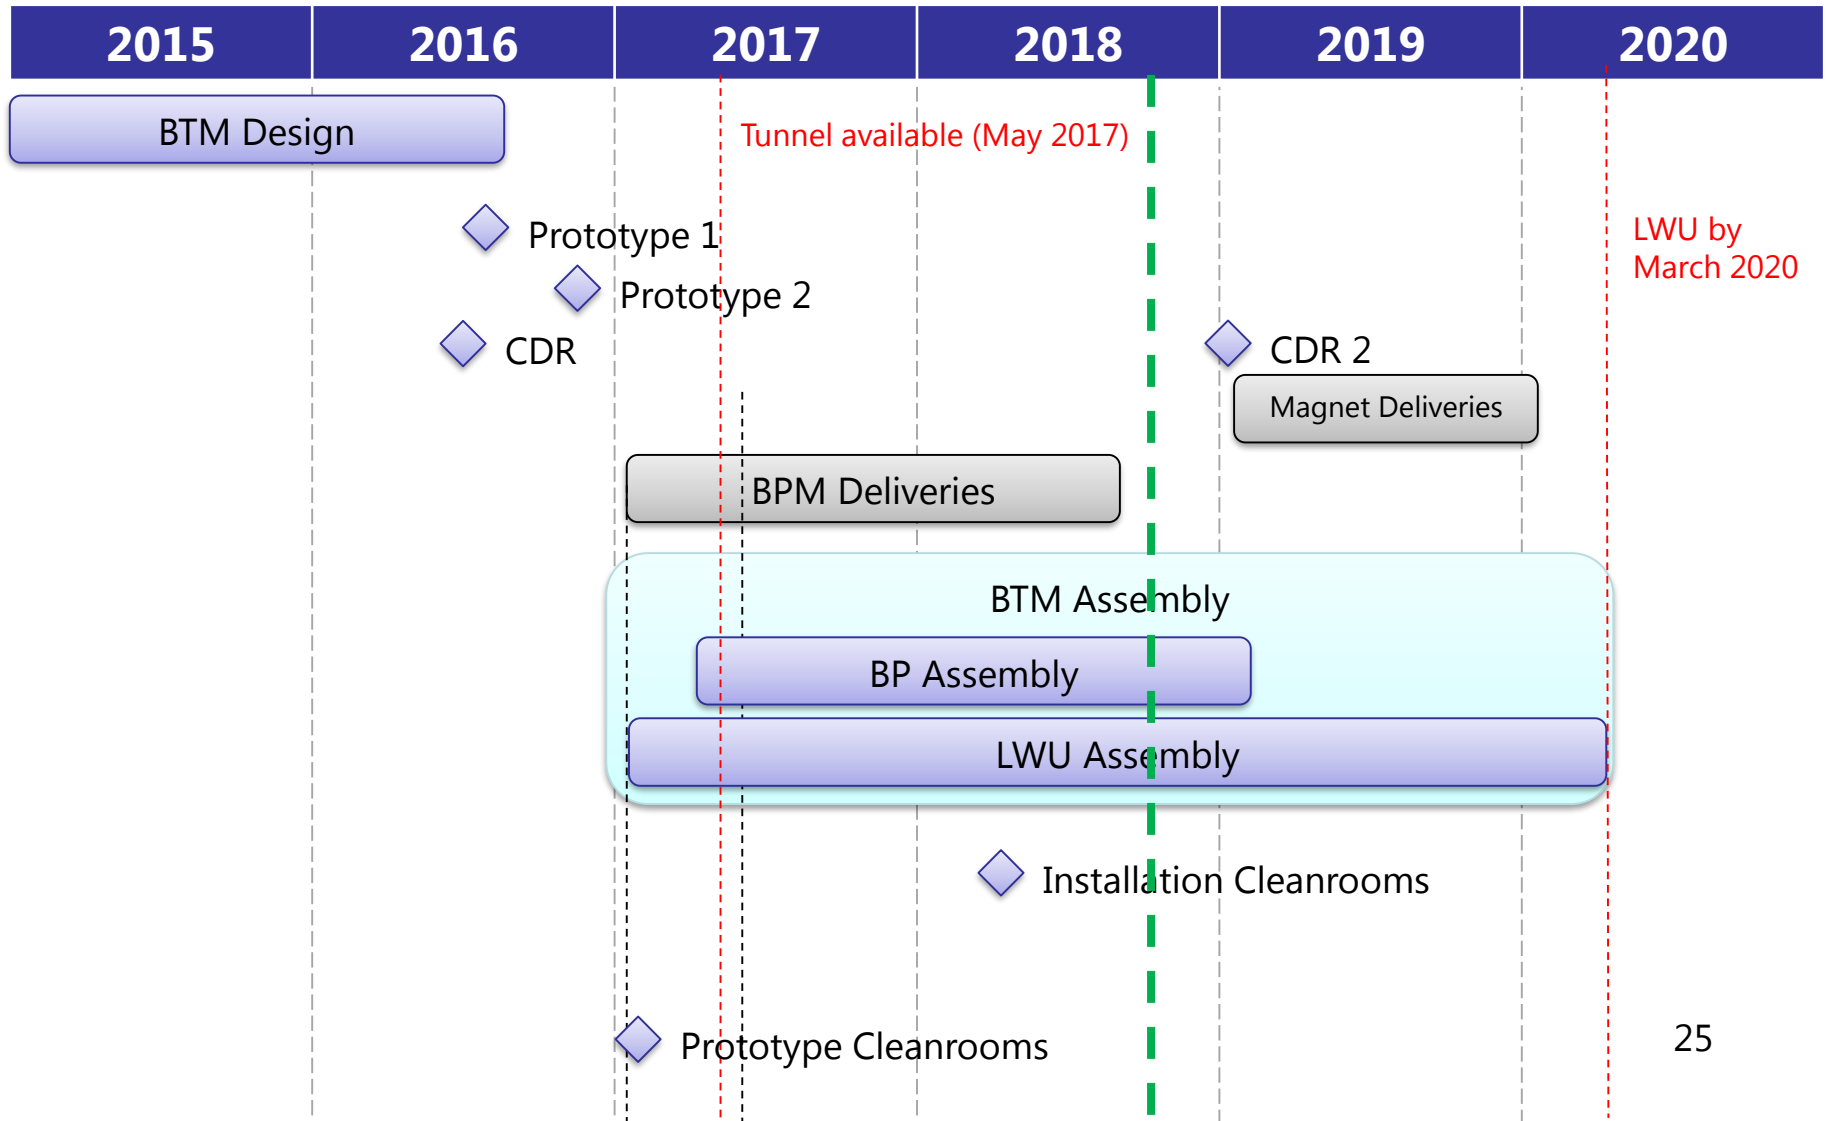 2015 2016 2017 2018 2019 2020
BTM Design
Tunnel available (May 2017)
Prototype 1
LWU by
March 2020
Prototype 2
CDR
CDR 2
Magnet Deliveries
BPM Deliveries
BTM Assembly
BP Assembly
LWU Assembly
Installation Cleanrooms
Prototype Cleanrooms
25